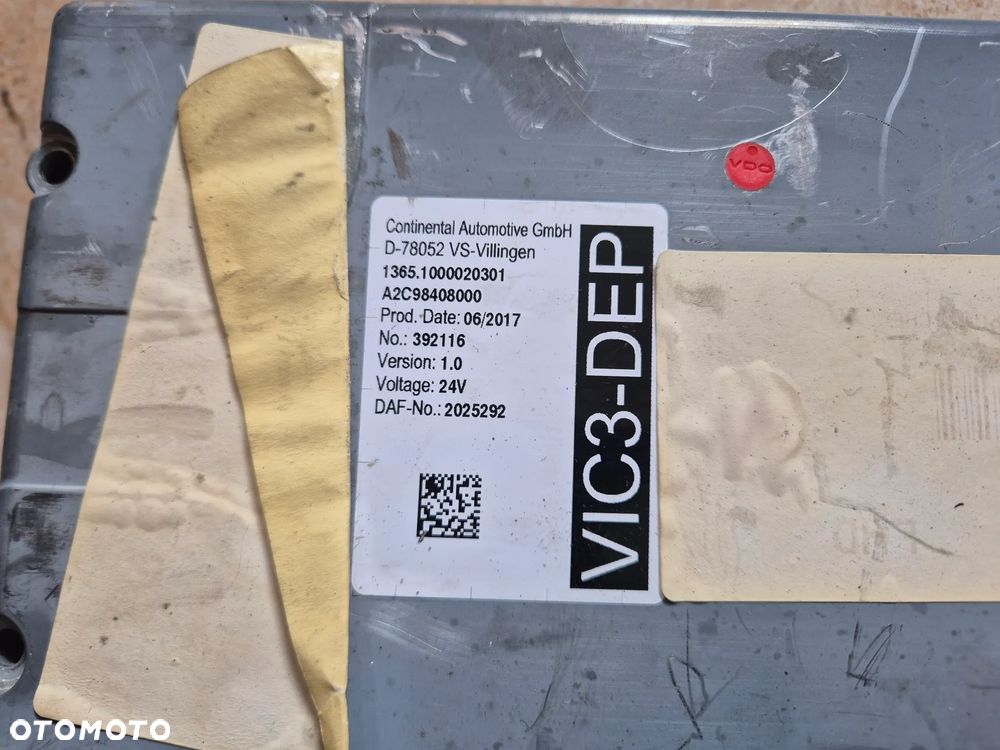 VDO
Continental Automotive GmbH
D-78052 VS-Villingen
1365.1000020301
A2C98408000
Prod. Date: 06/2017
No.: 392116
Version: 1.0
Voltage: 24V
DAF-No.: 2025292
VIC3-DEP
OTOMOTO